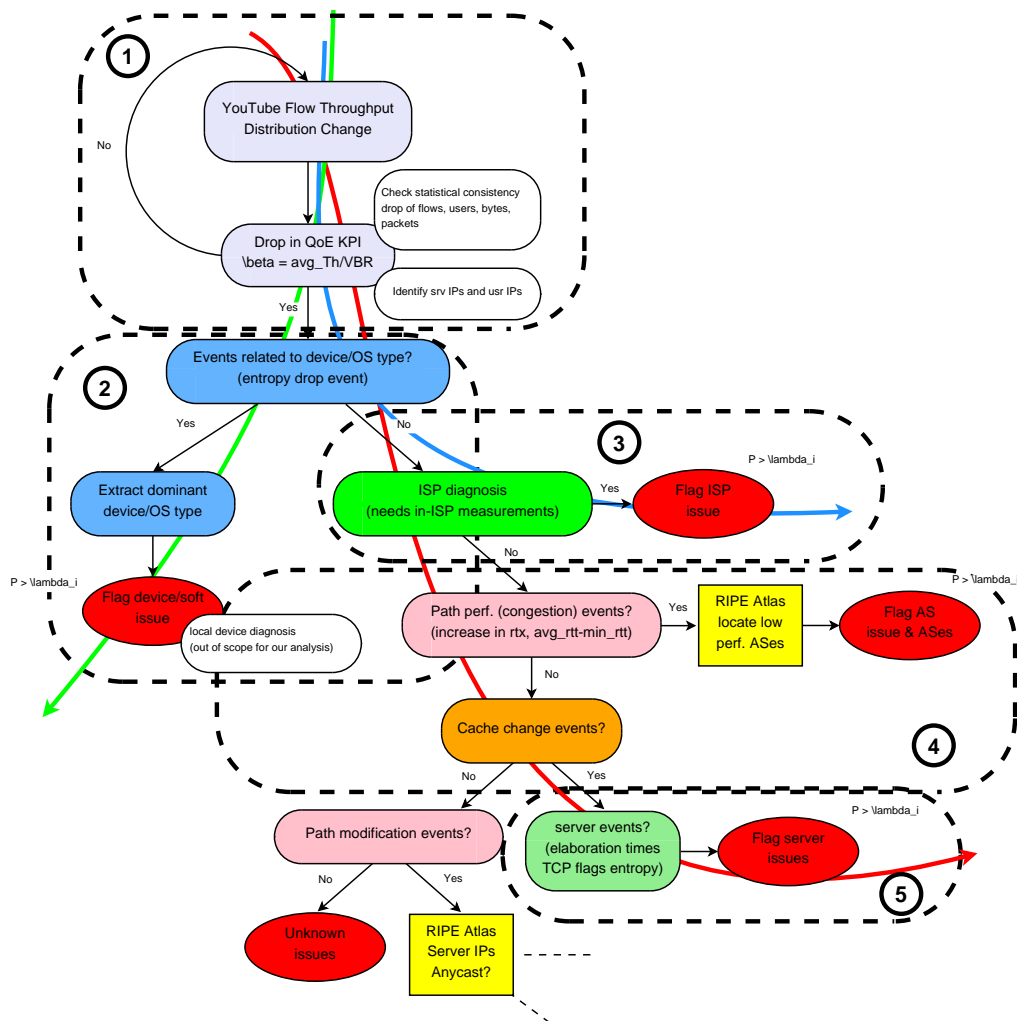 1
YouTube Flow Throughput
Distribution Change
No
Check statistical consistency
drop of flows, users, bytes,
packets
Drop in QoE KPI
\beta = avg_Th/VBR
Identify srv IPs and usr IPs
Yes
2
Events related to device/OS type?
(entropy drop event)
Yes
No
3
P > \lambda_i
Extract dominant
device/OS type
ISP diagnosis
(needs in-ISP measurements)
Yes
Flag ISP
issue
No
P > \lambda_i
Flag device/soft
issue
local device diagnosis
(out of scope for our analysis)
P > \lambda_i
Path perf. (congestion) events?
(increase in rtx, avg_rtt-min_rtt)
Yes
RIPE Atlas
locate low
perf. ASes
Flag AS
issue & ASes
No
Cache change events?
4
No
Yes
P > \lambda_i
Path modification events?
server events?
(elaboration times
TCP flags entropy)
Flag server
issues
5
No
Yes
Unknown
issues
RIPE Atlas
Server IPs
Anycast?